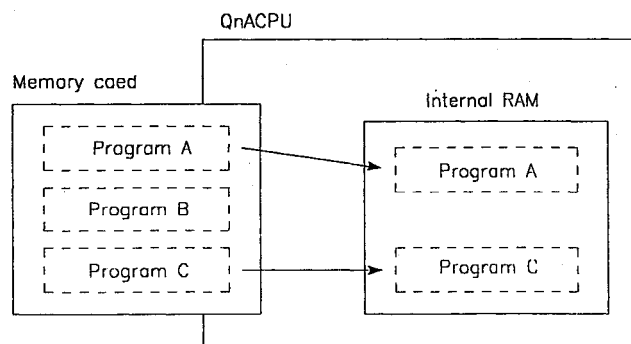 QnACPU
Memory caed
Internal RAM
Program A
Program A
Program B
Program C
Program C